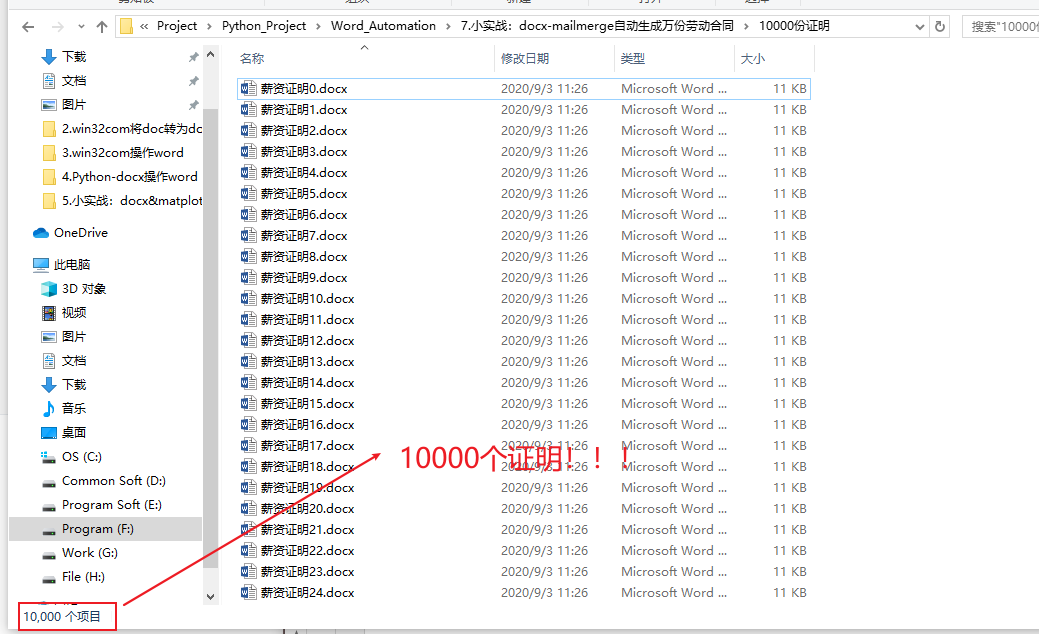 « Project › Python_Project › Word_Automation › 7.小实战：docx-mailmerge自动生成万份劳动合同 › 10000份证明
搜索"10000份
下载
文档
图片
2.win32com将doc转为dc
3.win32com操作word
4.Python-docx操作word
5.小实战：docx&matplot
OneDrive
此电脑
3D 对象
视频
图片
文档
下载
音乐
桌面
OS (C:)
Common Soft (D:)
Program Soft (E:)
Program (F:)
Work (G:)
File (H:)
10,000 个项目
名称 修改日期 类型 大小
薪资证明0.docx 2020/9/3 11:26 Microsoft Word ... 11 KB
薪资证明1.docx 2020/9/3 11:26 Microsoft Word ... 11 KB
薪资证明2.docx 2020/9/3 11:26 Microsoft Word ... 11 KB
薪资证明3.docx 2020/9/3 11:26 Microsoft Word ... 11 KB
薪资证明4.docx 2020/9/3 11:26 Microsoft Word ... 11 KB
薪资证明5.docx 2020/9/3 11:26 Microsoft Word ... 11 KB
薪资证明6.docx 2020/9/3 11:26 Microsoft Word ... 11 KB
薪资证明7.docx 2020/9/3 11:26 Microsoft Word ... 11 KB
薪资证明8.docx 2020/9/3 11:26 Microsoft Word ... 11 KB
薪资证明9.docx 2020/9/3 11:26 Microsoft Word ... 11 KB
薪资证明10.docx 2020/9/3 11:26 Microsoft Word ... 11 KB
薪资证明11.docx 2020/9/3 11:26 Microsoft Word ... 11 KB
薪资证明12.docx 2020/9/3 11:26 Microsoft Word ... 11 KB
薪资证明13.docx 2020/9/3 11:26 Microsoft Word ... 11 KB
薪资证明14.docx 2020/9/3 11:26 Microsoft Word ... 11 KB
薪资证明15.docx 2020/9/3 11:26 Microsoft Word ... 11 KB
薪资证明16.docx 2020/9/3 11:26 Microsoft Word ... 11 KB
薪资证明17.docx 2020/9/3 11:26 Microsoft Word ... 11 KB
10000个证明！！！
薪资证明18.docx 2020/9/3 11:26 Microsoft Word ... 11 KB
薪资证明19.docx 2020/9/3 11:26 Microsoft Word ... 11 KB
薪资证明20.docx 2020/9/3 11:26 Microsoft Word ... 11 KB
薪资证明21.docx 2020/9/3 11:26 Microsoft Word ... 11 KB
薪资证明22.docx 2020/9/3 11:26 Microsoft Word ... 11 KB
薪资证明23.docx 2020/9/3 11:26 Microsoft Word ... 11 KB
薪资证明24.docx 2020/9/3 11:26 Microsoft Word ... 11 KB